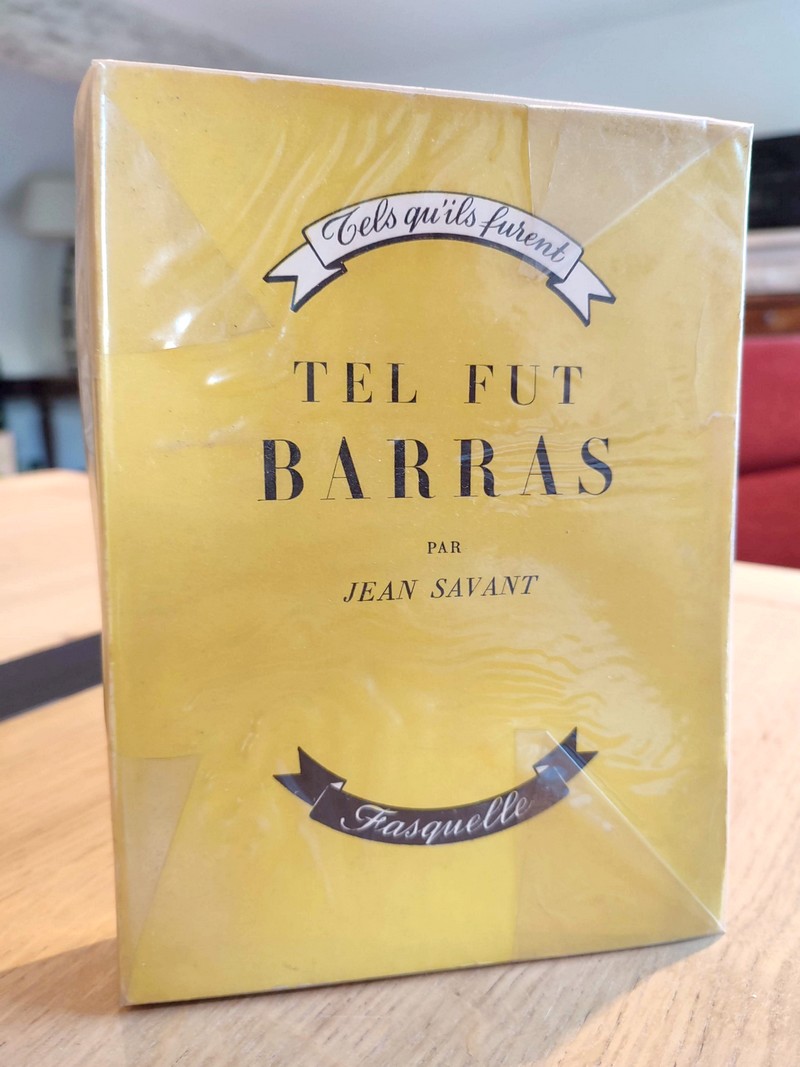 Tels qu'ils furent
TEL FUT
BARRAS
PAR
JEAN SAVANT
Fasquelle